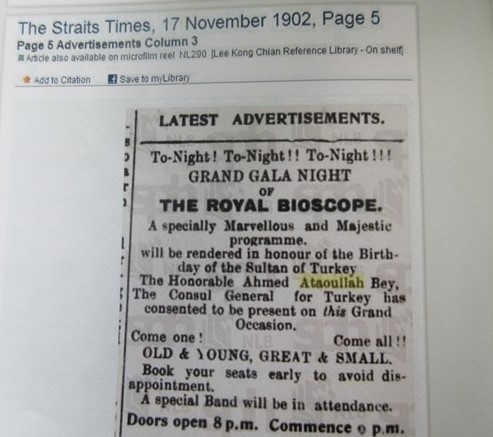 The Straits Times, 17 November 1902, Page 5
Page 5 Advertisements Column 3
Article also available on microfilm reel NL290 [Lee Kong Chian Reference Library - On shelf]
Add to Citation Save to myLibrary
LATEST ADVERTISEMENTS.
To-Night! To-Night!! To-Night!!!
GRAND GALA NIGHT
OF
THE ROYAL BIOSCOPE.
A specially Marvellous and Majestic
programme.
will be rendered in honour of the Birth-
day of the Sultan of Turkey
The Honorable Ahmed Ataoullah Bey,
The Consul General for Turkey has
consented to be present on this Grand
Occasion.
Come one! Come all!!
OLD & YOUNG, GREAT & SMALL.
Book your seats early to avoid dis-
appointment.
A special Band will be in attendance.
Doors open 8 p.m. Commence p.m.